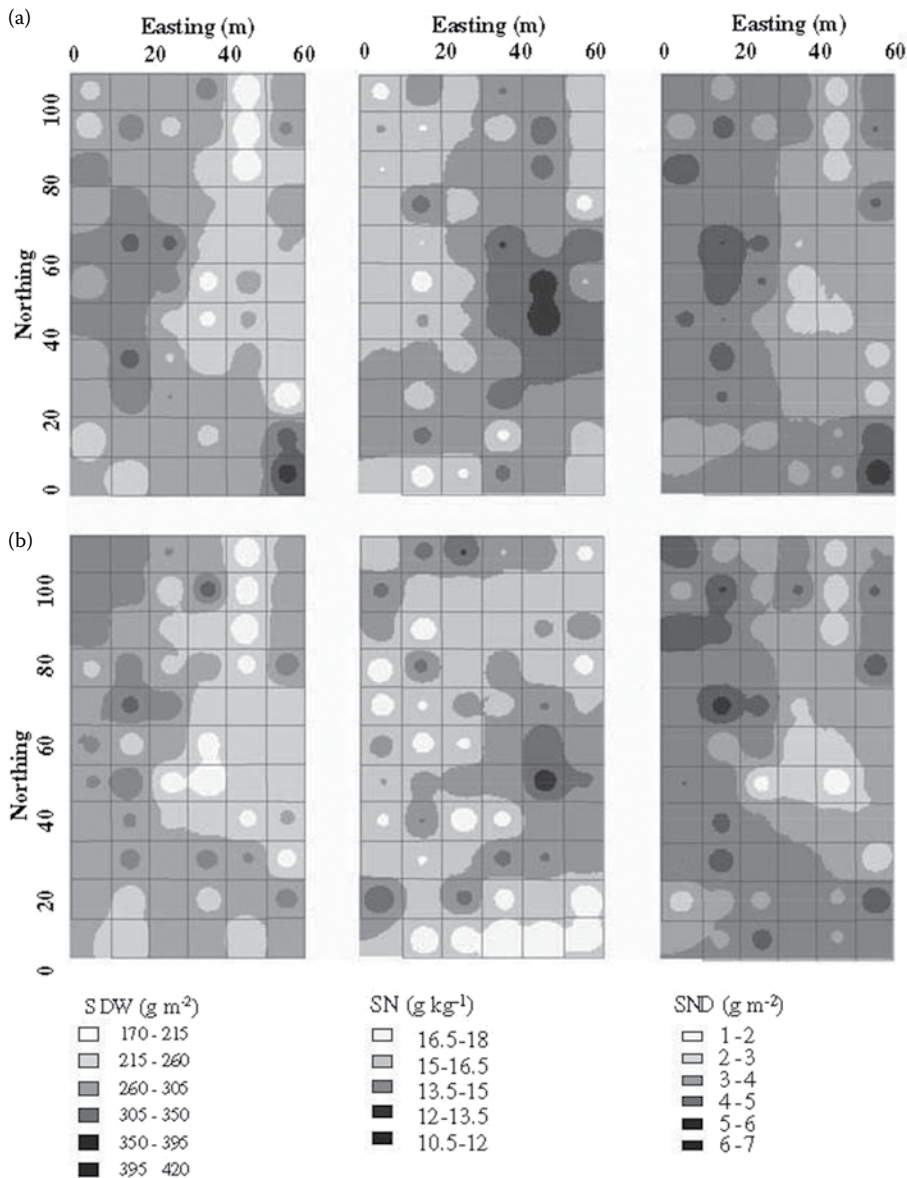 (a)
Easting (m)
Easting (m)
Easting (m)
0 20 40 60
0 20 40 60
0 20 40 60
Northing
100
80
60
40
20
0
(b)
Northing
100
80
60
40
20
0
SDW (g m-2)
170 - 215
215 - 260
260 - 305
305 - 350
350 - 395
395 - 420
SN (g kg-1)
16.5-18
15-16.5
13.5-15
12-13.5
10.5-12
SND (g m-2)
1-2
2-3
3-4
4-5
5-6
6-7